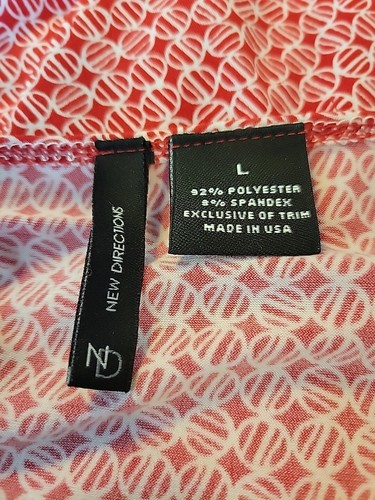 NEW DIRECTIONS
ND
L
92% POLYESTER
8% SPANDEX
EXCLUSIVE OF TRIM
MADE IN USA